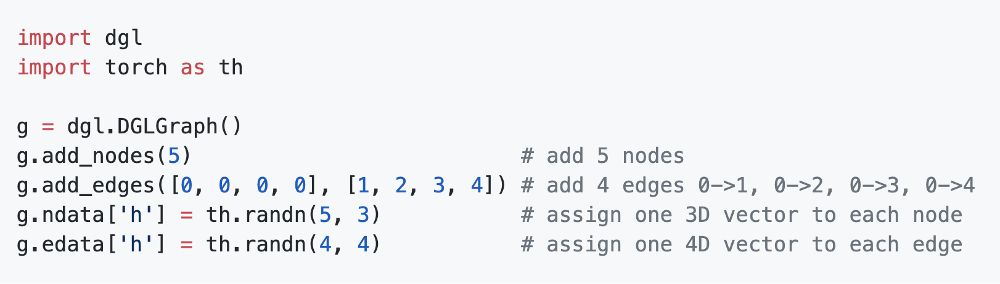 import dgl
import torch as th
g = dgl.DGLGraph()
g.add_nodes(5) # add 5 nodes
g.add_edges([0, 0, 0, 0], [1, 2, 3, 4]) # add 4 edges 0->1, 0->2, 0->3, 0->4
g.ndata['h'] = th.randn(5, 3) # assign one 3D vector to each node
g.edata['h'] = th.randn(4, 4) # assign one 4D vector to each edge